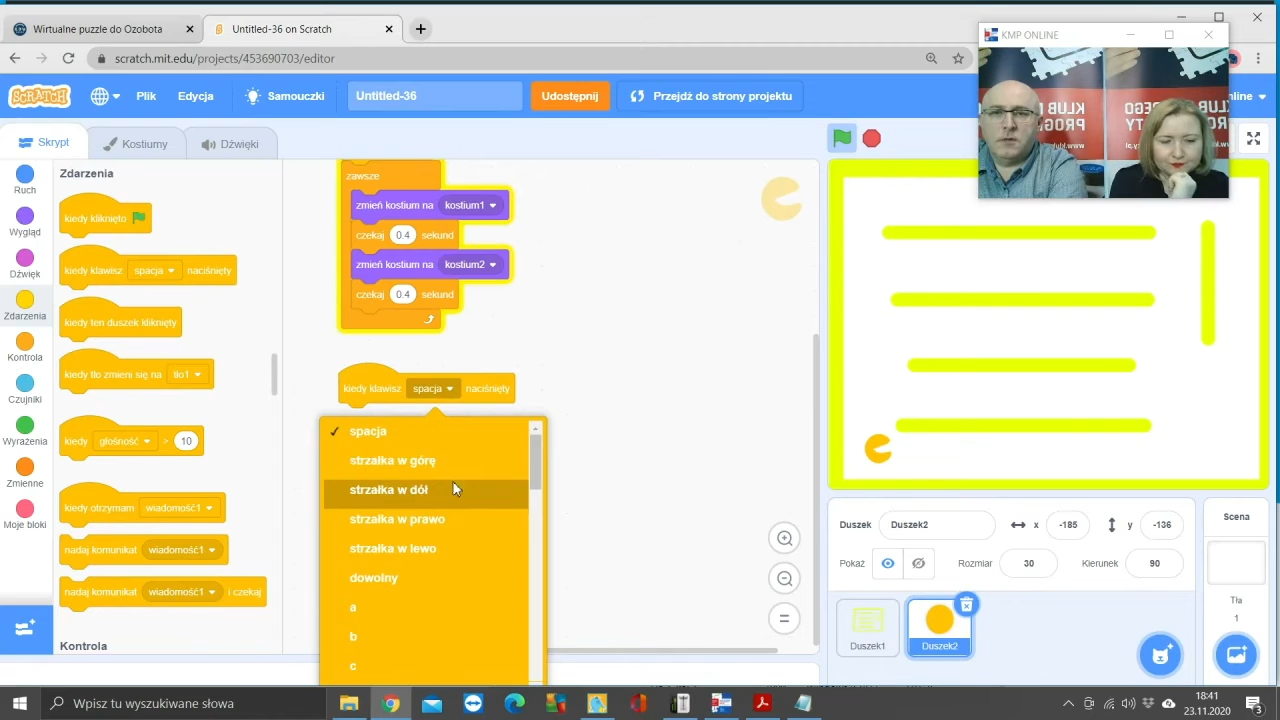 Wirtualne puzzle do Ozobota
Untitled-36 on Scratch
scratch.mit.edu/projects/453690703/editor
KMP ONLINE
SCRATCH
Plik
Edycja
Samouczki
Untitled-36
Udostępnij
Przejdź do strony projektu
nline
Skrypt
Kostiumy
Dźwięki
Ruch
Wygląd
Dźwięk
Zdarzenia
Kontrola
Czujniki
Wyrażenia
Zmienne
Moje bloki
Zdarzenia
kiedy kliknięto
kiedy klawisz spacja naciśnięty
kiedy ten duszek kliknięty
kiedy tło zmieni się na tło1
kiedy głośność > 10
kiedy otrzymam wiadomość1
nadaj komunikat wiadomość1
nadaj komunikat wiadomość1 i czekaj
Kontrola
zawsze
zmień kostium na kostium1
czekaj 0.4 sekund
zmień kostium na kostium2
czekaj 0.4 sekund
kiedy klawisz spacja naciśnięty
spacja
strzałka w górę
strzałka w dół
strzałka w prawo
strzałka w lewo
dowolny
a
b
c
Duszek
Duszek2
x
-185
y
-136
Pokaż
Rozmiar
30
Kierunek
90
Duszek1
Duszek2
Scena
Tła
1
Wpisz tu wyszukiwane słowa
18:41
23.11.2020
3